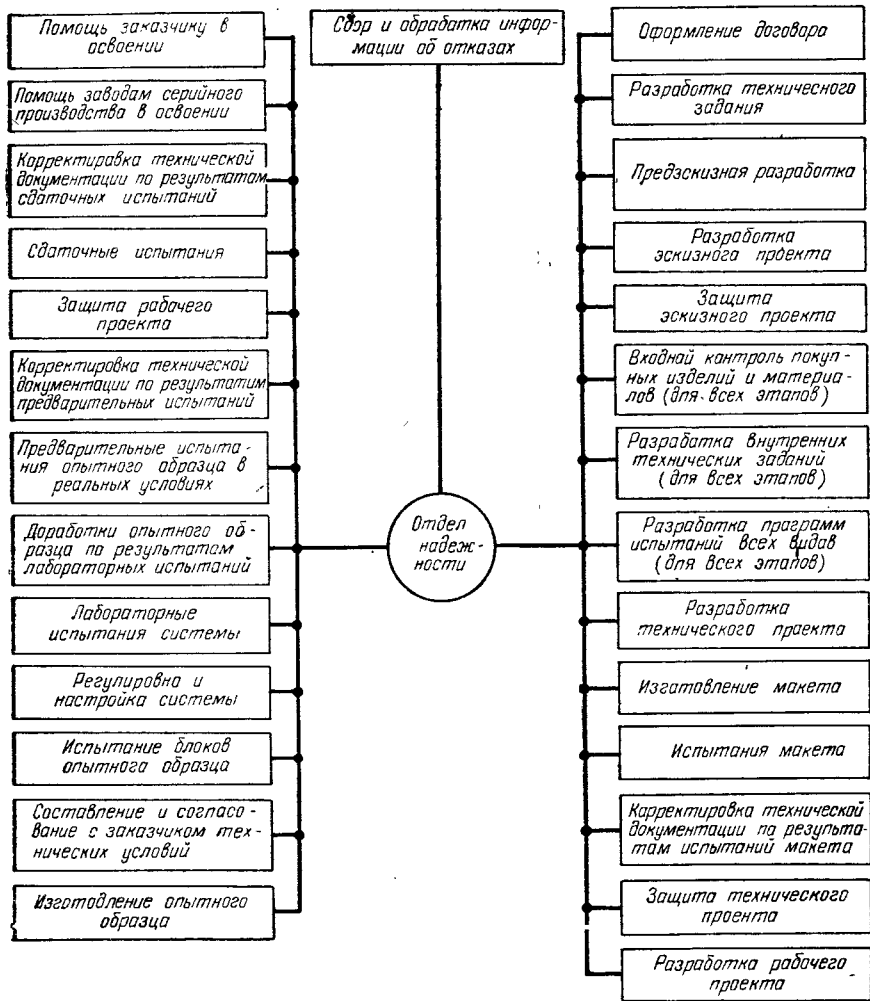 Помощь заказчику в
освоении
Помощь заводам серийного
производства в освоении
Корректировка технической
документации по результатам
сдаточных испытаний
Сдаточные испытания
Защита рабочего
проекта
Корректировка технической
документации по результатим
предварительных испытаний
Предварительные испыта-
ния опытного образца в
реальных условиях
Доработки опытного об-
разца по результатам
лабораторных испытаний
Лабораторные
испытания системы
Регулировка и
настройка системы
Испытание блоков
опытного образца
Составление и согласо-
вание с заказчиком тех-
нических условий
Изготовление опытного
образца
Сбор и обработка инфор-
мации об отказах
Отдел
надеж-
ности
Оформление договора
Разработка технического
задания
Предэскизная разработка
Разработка
эскизного проекта
Защита
эскизного проекта
Входной контроль покуп-
ных изделий и материа-
лов (для всех этапов)
Разработка внутренних
технических заданий
(для всех этапов)
Разработка праграмм
испытаний всех видав
(для всех этапов)
Разработка
технического проекта
Изготовление макета
Испытания макета
Карректировка технической
документации по результа-
там испытаний макета
Защита технического
проекта
Разработка рабочего
проекта